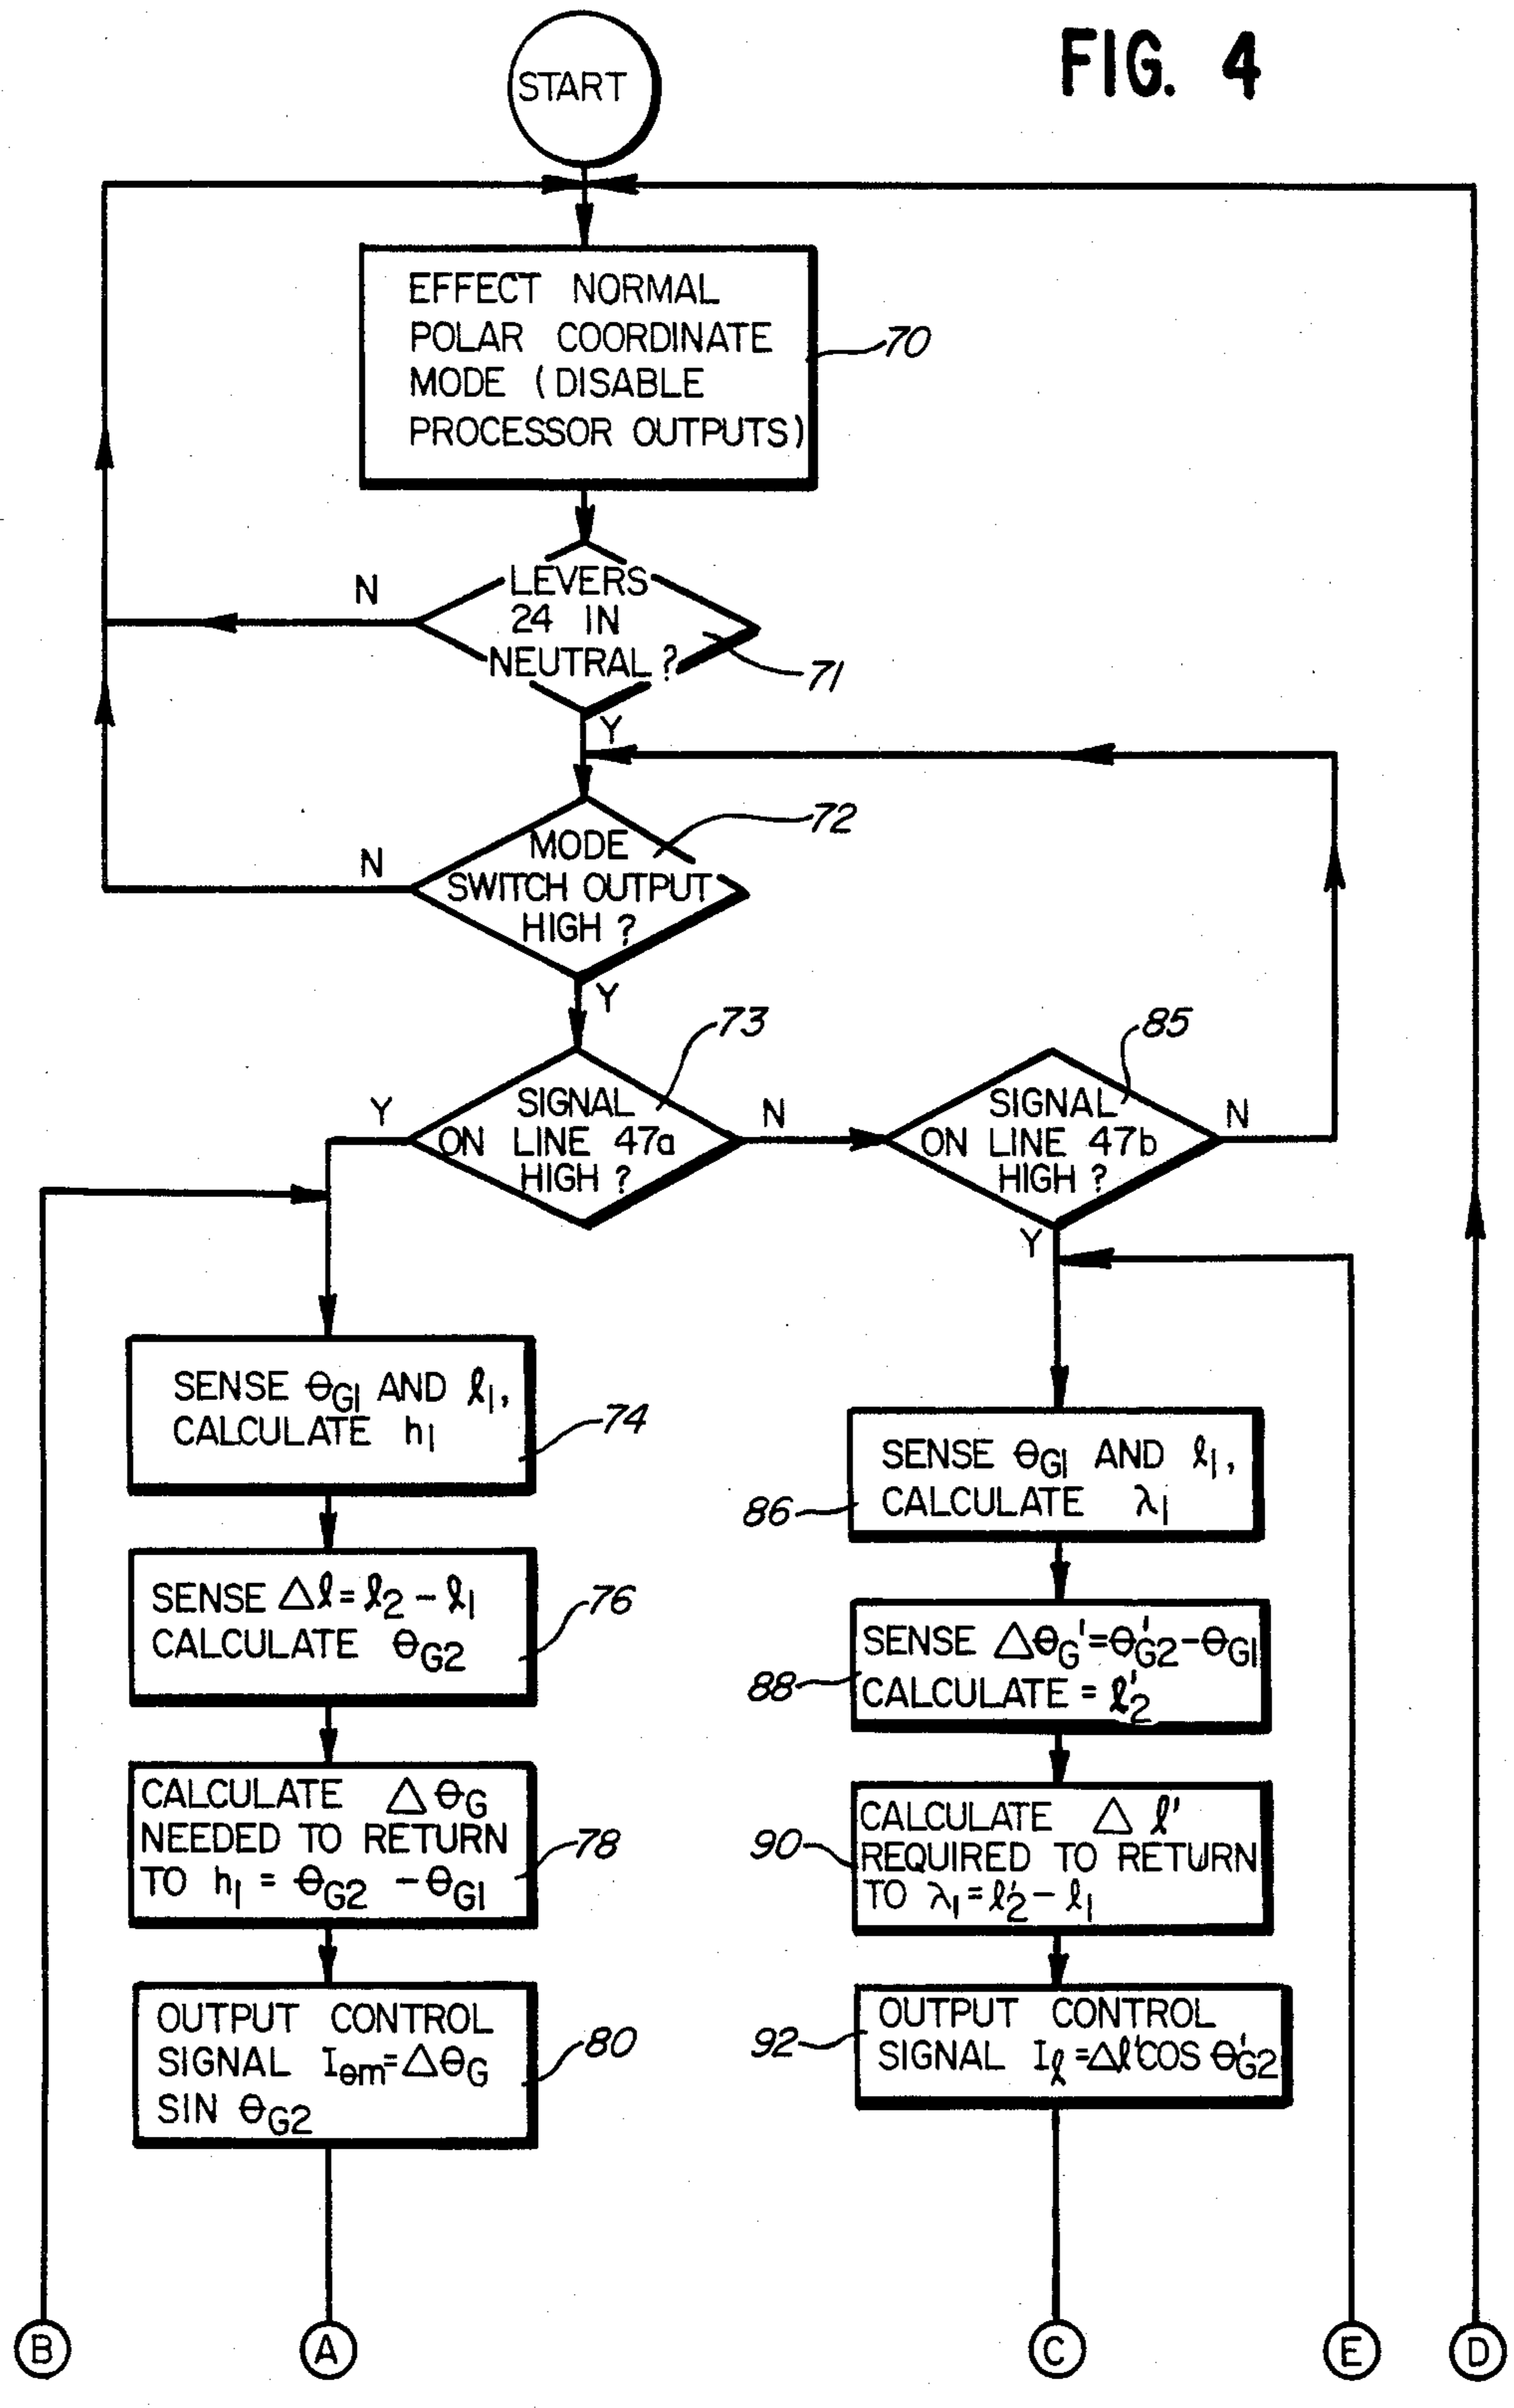 FIG. 4
START
EFFECT NORMAL
POLAR COORDINATE
MODE (DISABLE
PROCESSOR OUTPUTS)
70
LEVERS
24 IN
NEUTRAL ?
N
71
Y
MODE
SWITCH OUTPUT
HIGH ?
72
N
Y
SIGNAL
ON LINE 47a
HIGH ?
73
Y
N
SIGNAL
ON LINE 47b
HIGH ?
85
N
Y
SENSE θG1 AND ℓ1,
CALCULATE h1
74
SENSE Δℓ=ℓ2 - ℓ1
CALCULATE θG2
76
CALCULATE Δ θG
NEEDED TO RETURN
TO h1 = θG2 - θG1
78
OUTPUT CONTROL
SIGNAL Iθm=ΔθG
SIN θG2
80
SENSE θG1 AND ℓ1,
CALCULATE λ1
86
SENSE ΔθG'=θ'G2-θG1
CALCULATE = ℓ'2
88
CALCULATE Δ ℓ'
REQUIRED TO RETURN
TO λ1=ℓ'2 - ℓ1
90
OUTPUT CONTROL
SIGNAL Iℓ=Δℓ'COS θ'G2
92
B
A
C
E
D